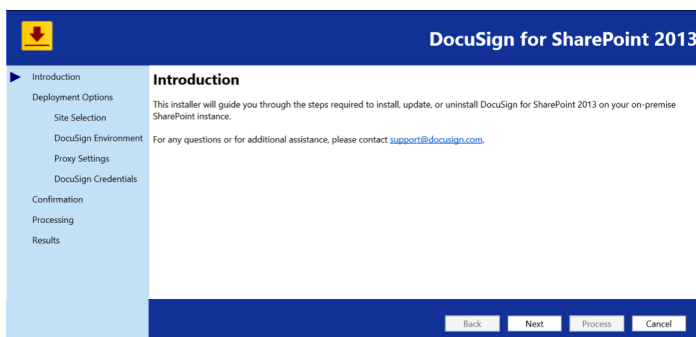 DocuSign for SharePoint 2013
Introduction
Deployment Options
Site Selection
DocuSign Environment
Proxy Settings
DocuSign Credentials
Confirmation
Processing
Results
Introduction
This installer will guide you through the steps required to install, update, or uninstall DocuSign for SharePoint 2013 on your on-premise
SharePoint instance.
For any questions or for additional assistance, please contact support@docusign.com.
Back
Next
Process
Cancel